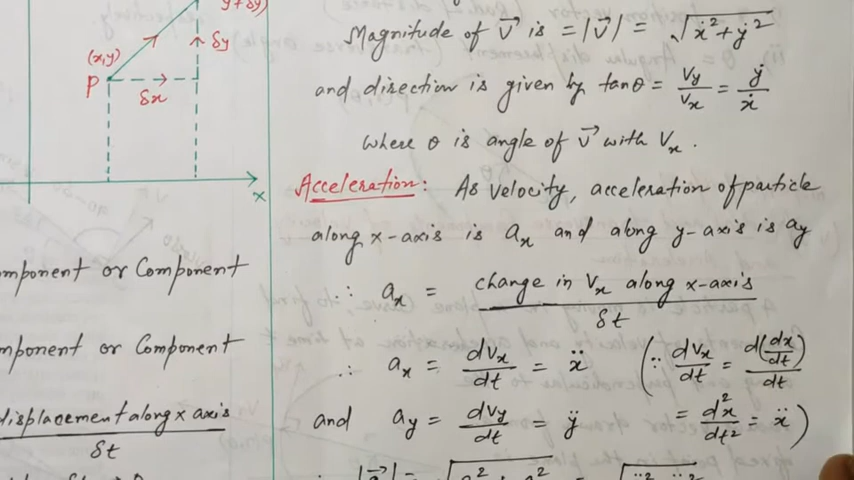 y+δy)
(x,y)
δy
P
δx
x
omponent or Component
mponent or Component
displacement along x axis
δt
Magnitude of v⃗ is = |v⃗| = √(ẋ² + ẏ²)
and direction is given by tanθ = Vy/Vx = ẏ/ẋ
where θ is angle of v⃗ with Vx.
Acceleration: As velocity, acceleration of particle
along x-axis is ax and along y-axis is ay
∴ ax = change in Vx along x-axis
δt
∴ ax = dVx/dt = ẍ (∵ dVx/dt = d(dx/dt)/dt
and ay = dVy/dt = ÿ = d²x/dt² = ẍ)